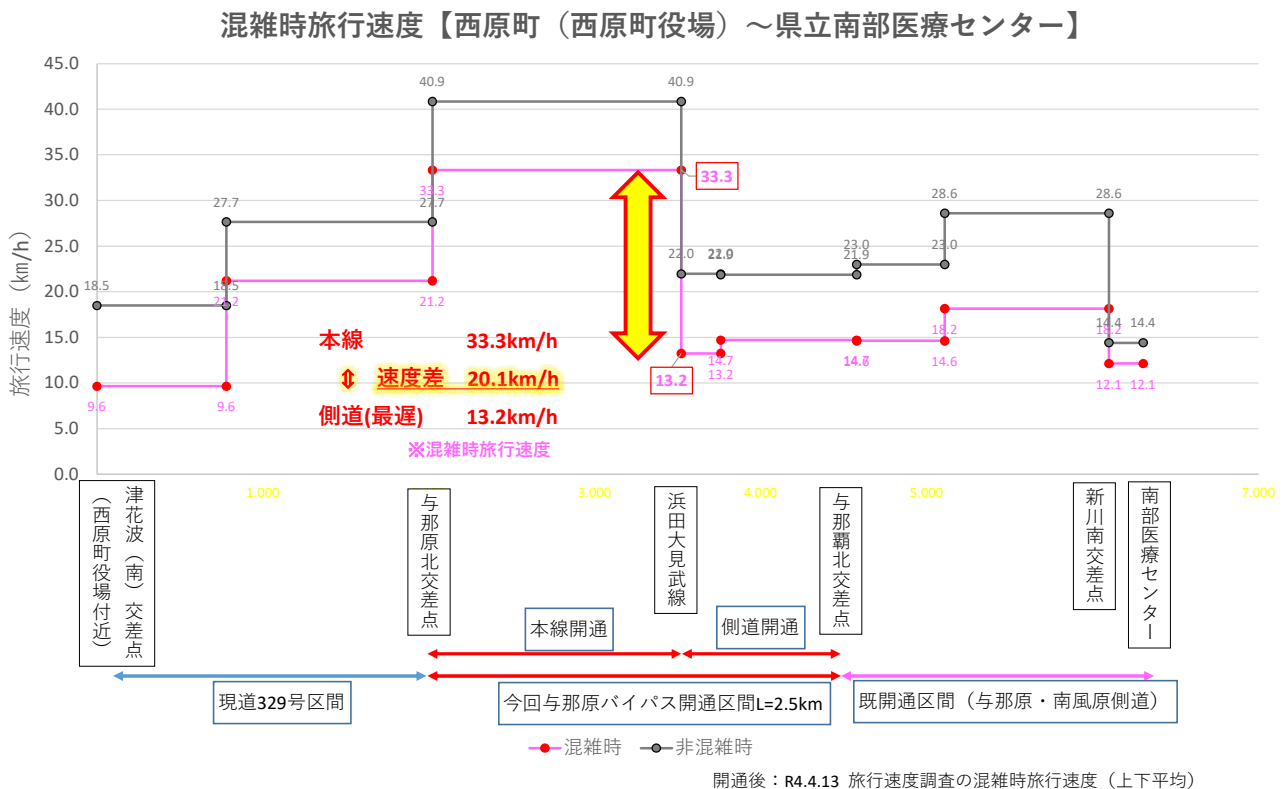 混雑時旅行速度【西原町（西原町役場）～県立南部医療センター】
旅行速度（km/h）
45.0
40.0
35.0
30.0
25.0
20.0
15.0
10.0
5.0
0.0
40.9
40.9
33.3
33.3
27.7
27.7
28.6
28.6
18.5
18.5
21.2
21.2
22.0
22.0
21.9
23.0
21.9
23.0
9.6
9.6
13.2
14.7
13.2
14.7
14.6
14.6
18.2
18.2
14.4
14.4
12.1
12.1
本線 33.3km/h
⇕ 速度差 20.1km/h
側道(最遅) 13.2km/h
※混雑時旅行速度
1.000
3.000
4.000
5.000
7.000
津花波（南）交差点
（西原町役場付近）
与那原北交差点
浜田大見武線
与那覇北交差点
新川南交差点
南部医療センター
本線開通
側道開通
現道329号区間
今回与那原バイパス開通区間L=2.5km
既開通区間（与那原・南風原側道）
混雑時
非混雑時
開通後：R4.4.13 旅行速度調査の混雑時旅行速度（上下平均）